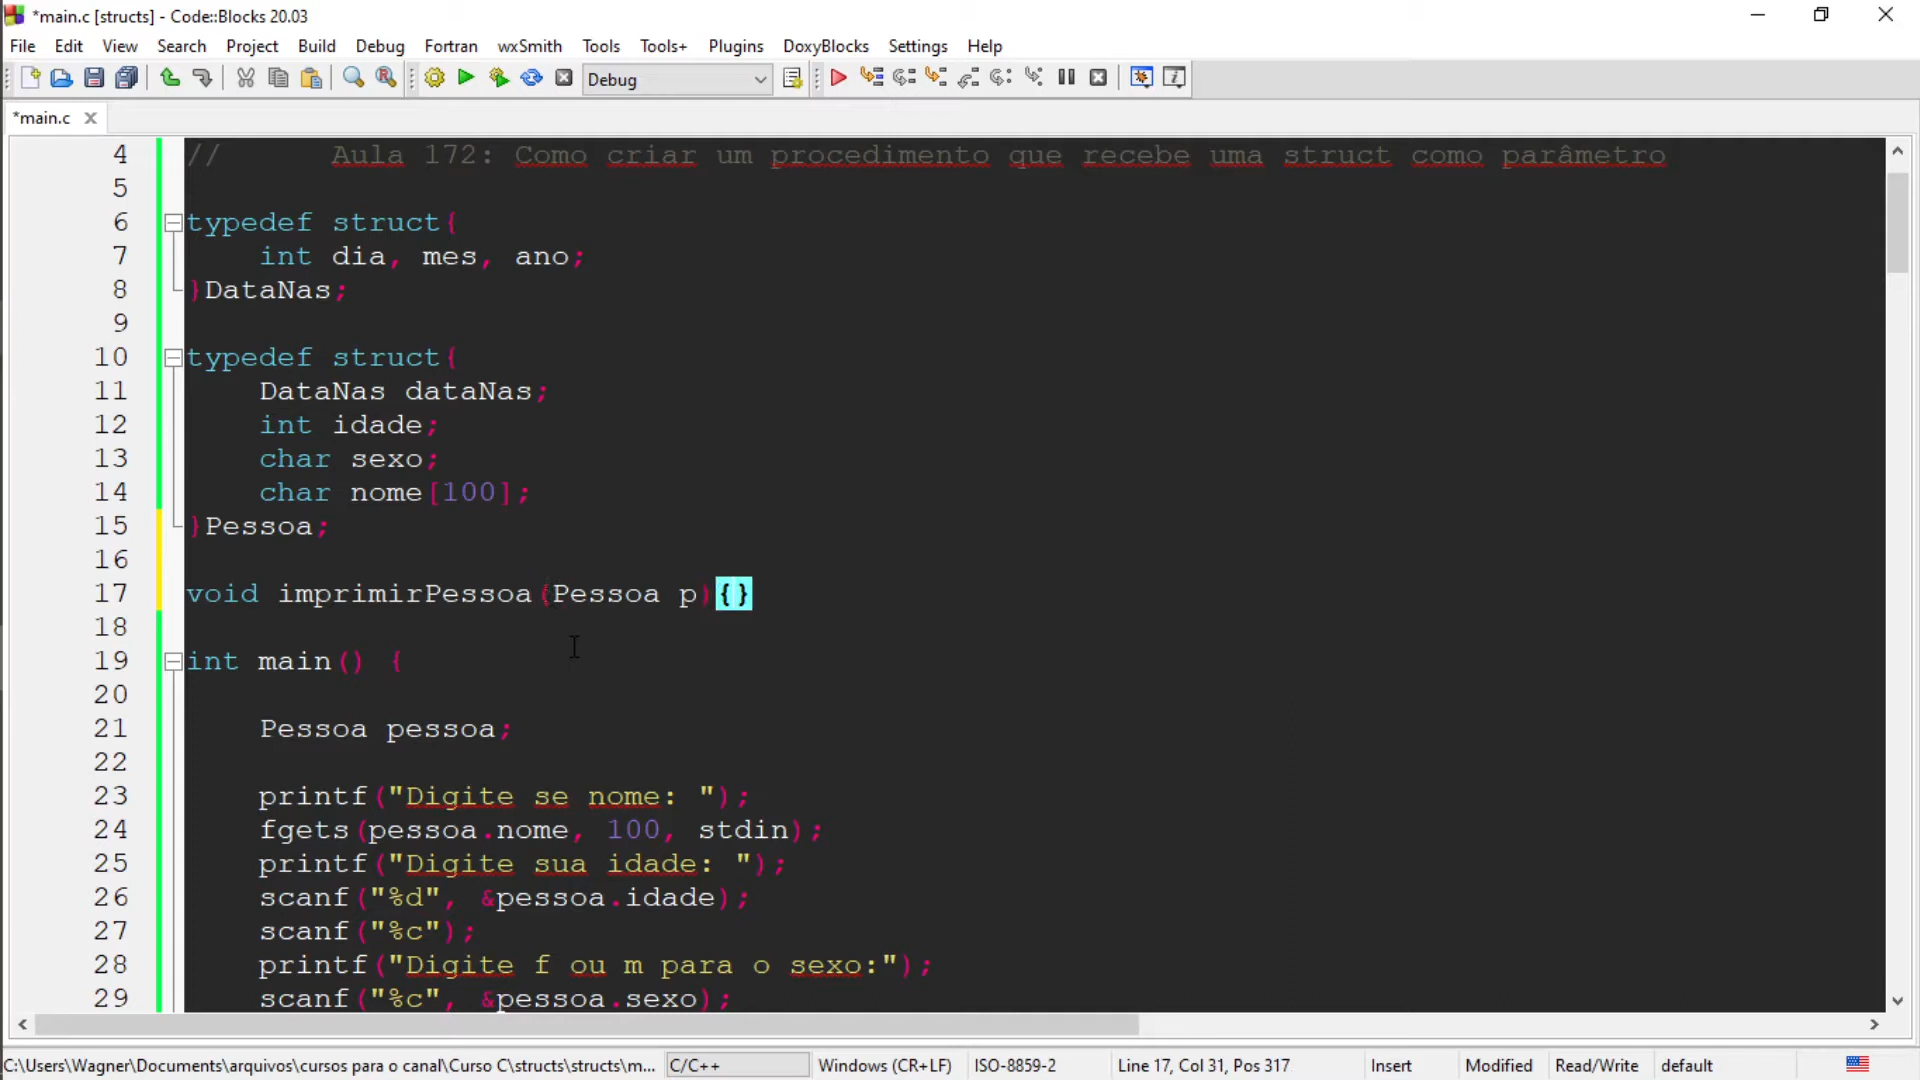 *main.c [structs] - Code::Blocks 20.03
File Edit View Search Project Build Debug Fortran wxSmith Tools Tools+ Plugins DoxyBlocks Settings Help
Debug
*main.c
4 // Aula 172: Como criar um procedimento que recebe uma struct como parâmetro
5
6 typedef struct{
7 int dia, mes, ano;
8 }DataNas;
9
10 typedef struct{
11 DataNas dataNas;
12 int idade;
13 char sexo;
14 char nome[100];
15 }Pessoa;
16
17 void imprimirPessoa(Pessoa p){}
18
19 int main() {
20
21 Pessoa pessoa;
22
23 printf("Digite se nome: ");
24 fgets(pessoa.nome, 100, stdin);
25 printf("Digite sua idade: ");
26 scanf("%d", &pessoa.idade);
27 scanf("%c");
28 printf("Digite f ou m para o sexo:");
29 scanf("%c", &pessoa.sexo);
C:\Users\Wagner\Documents\arquivos\cursos para o canal\Curso C\structs\structs\m... C/C++ Windows (CR+LF) ISO-8859-2 Line 17, Col 31, Pos 317 Insert Modified Read/Write default